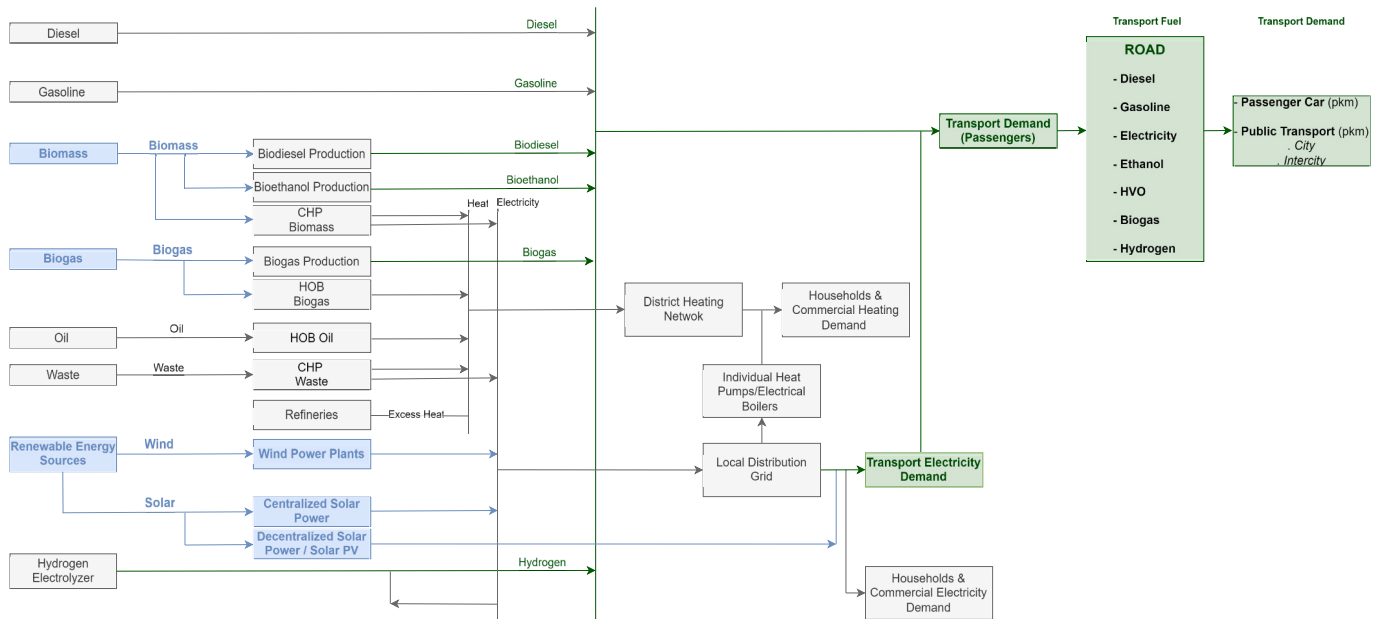 Transport Fuel
Transport Demand
Diesel
Diesel
Gasoline
Gasoline
Biomass
Biomass
Biodiesel Production
Biodiesel
Bioethanol Production
Bioethanol
CHP
Biomass
Heat
Electricity
Biogas
Biogas
Biogas Production
Biogas
HOB
Biogas
Oil
Oil
HOB Oil
Waste
Waste
CHP
Waste
Refineries
Excess Heat
Renewable Energy
Sources
Wind
Wind Power Plants
Solar
Centralized Solar
Power
Decentralized Solar
Power / Solar PV
Hydrogen
Electrolyzer
Hydrogen
District Heating
Netwok
Households &
Commercial Heating
Demand
Individual Heat
Pumps/Electrical
Boilers
Local Distribution
Grid
Transport Electricity
Demand
Households &
Commercial Electricity
Demand
Transport Demand
(Passengers)
ROAD
- Diesel
- Gasoline
- Electricity
- Ethanol
- HVO
- Biogas
- Hydrogen
- Passenger Car (pkm)
- Public Transport (pkm)
. City
. Intercity